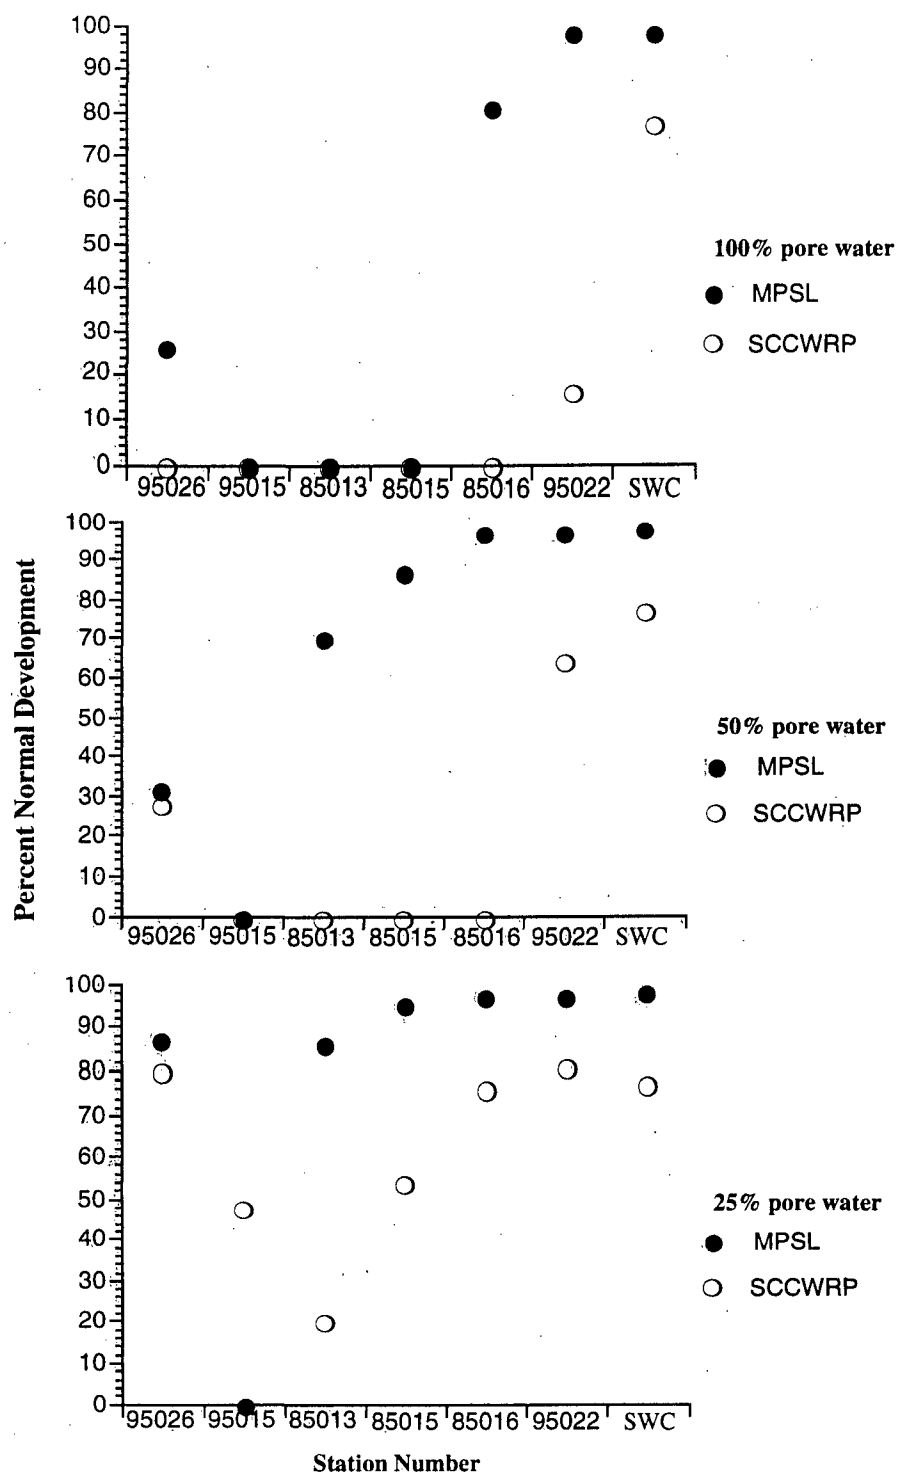 100
90
80
70
60
50
40
30
20
10
0
95026 95015 85013 85015 85016 95022 SWC
100% pore water
MPSL
SCCWRP
Percent Normal Development
100
90
80
70
60
50
40
30
20
10
0
95026 95015 85013 85015 85016 95022 SWC
50% pore water
MPSL
SCCWRP
100
90
80
70
60
50
40
30
20
10
0
95026 95015 85013 85015 85016 95022 SWC
25% pore water
MPSL
SCCWRP
Station Number